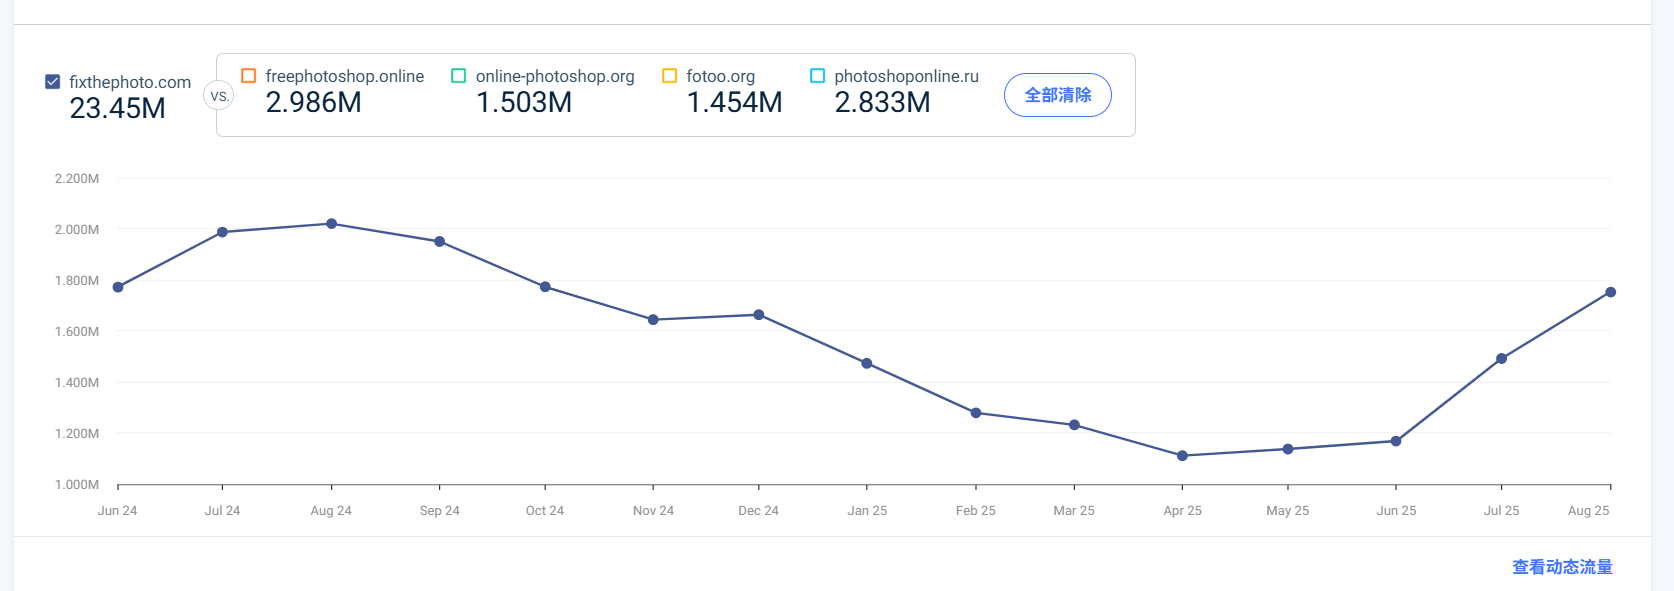 fixthephoto.com
23.45M
VS.
freephotoshop.online
2.986M
online-photoshop.org
1.503M
fotoo.org
1.454M
photoshoponline.ru
2.833M
全部清除
2.200M
2.000M
1.800M
1.600M
1.400M
1.200M
1.000M
Jun 24 Jul 24 Aug 24 Sep 24 Oct 24 Nov 24 Dec 24 Jan 25 Feb 25 Mar 25 Apr 25 May 25 Jun 25 Jul 25 Aug 25
查看动态流量